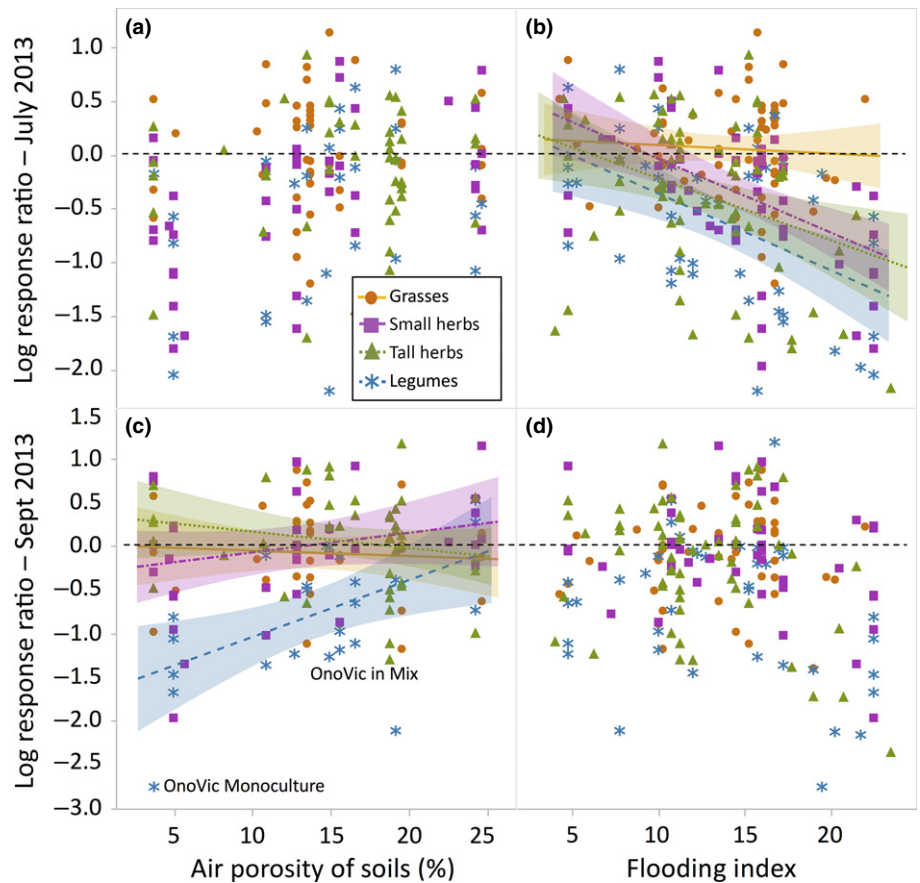 (a)
(b)
Log response ratio – July 2013
1.0
0.5
0.0
–0.5
–1.0
–1.5
–2.0
Grasses
Small herbs
Tall herbs
Legumes
(c)
(d)
Log response ratio – Sept 2013
1.5
1.0
0.5
0.0
–0.5
–1.0
–1.5
–2.0
–2.5
–3.0
OnoVic in Mix
OnoVic Monoculture
5 10 15 20 25
5 10 15 20
Air porosity of soils (%)
Flooding index